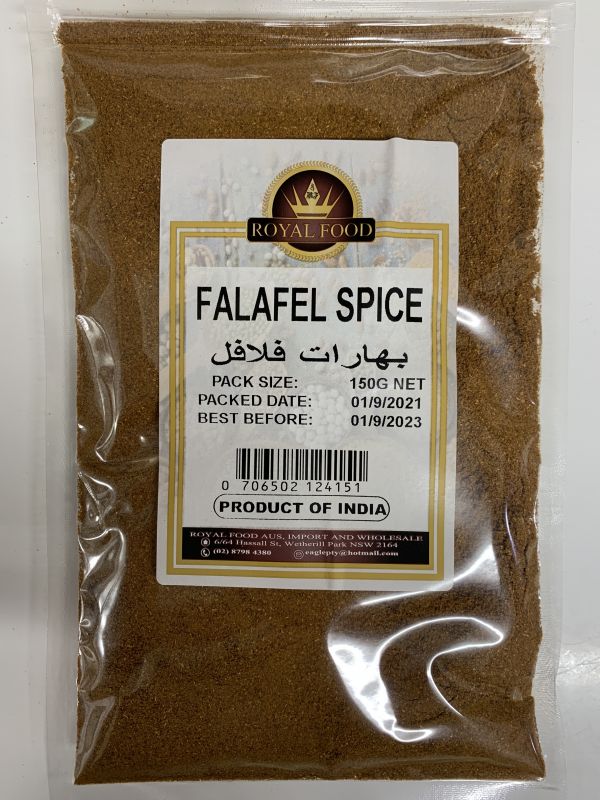 ROYAL FOOD
FALAFEL SPICE
بهارات فلافل
PACK SIZE: 150G NET
PACKED DATE: 01/9/2021
BEST BEFORE: 01/9/2023
0 706502 124151
PRODUCT OF INDIA
ROYAL FOOD AUS, IMPORT AND WHOLESALE
6/64 Hassall St, Wetherill Park NSW 2164
(02) 8798 4380 eaglepty@hotmail.com